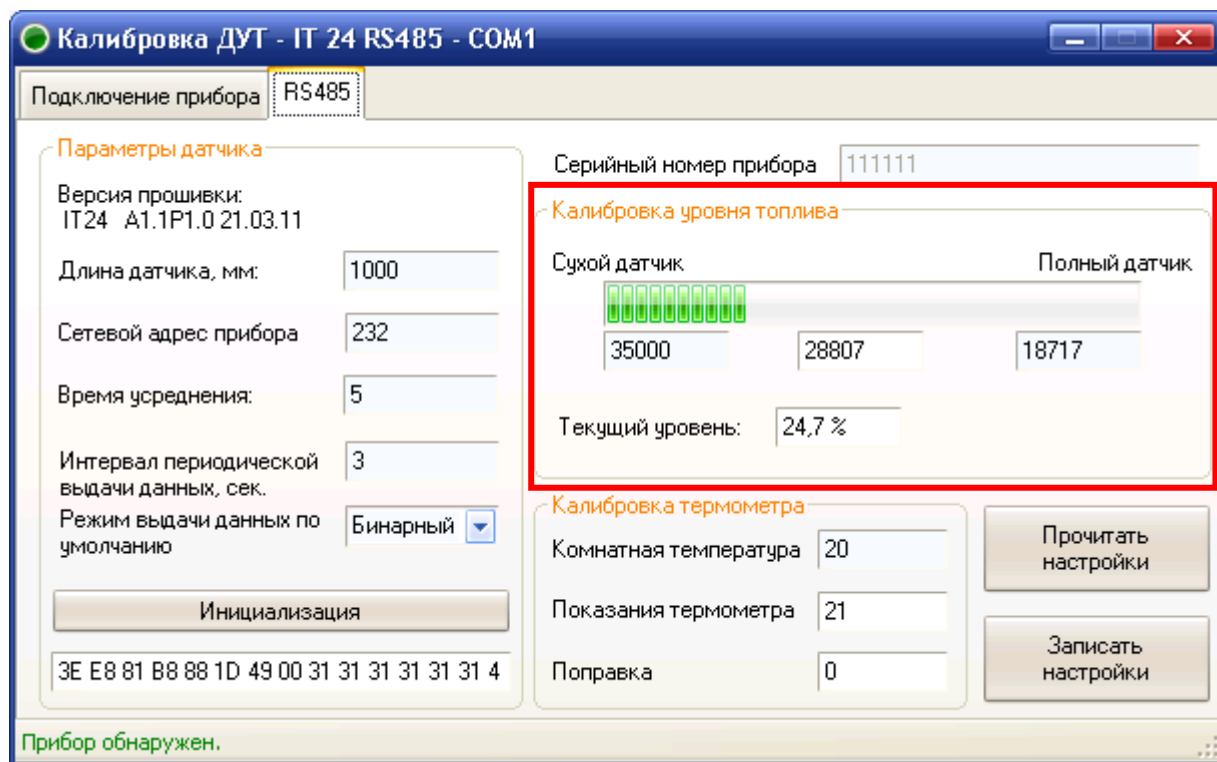 Калибровка ДУТ - IT 24 RS485 - COM1
Подключение прибора
RS485
Параметры датчика
Версия прошивки:
IT24 A1.1P1.0 21.03.11
Длина датчика, мм: 1000
Сетевой адрес прибора 232
Время усреднения: 5
Интервал периодической 3
выдачи данных, сек.
Режим выдачи данных по Бинарный
умолчанию
Инициализация
3E E8 81 B8 88 1D 49 00 31 31 31 31 31 31 4
Серийный номер прибора 111111
Калибровка уровня топлива
Сухой датчик Полный датчик
35000 28807 18717
Текущий уровень: 24,7 %
Калибровка термометра
Комнатная температура 20
Показания термометра 21
Поправка 0
Прочитать
настройки
Записать
настройки
Прибор обнаружен.